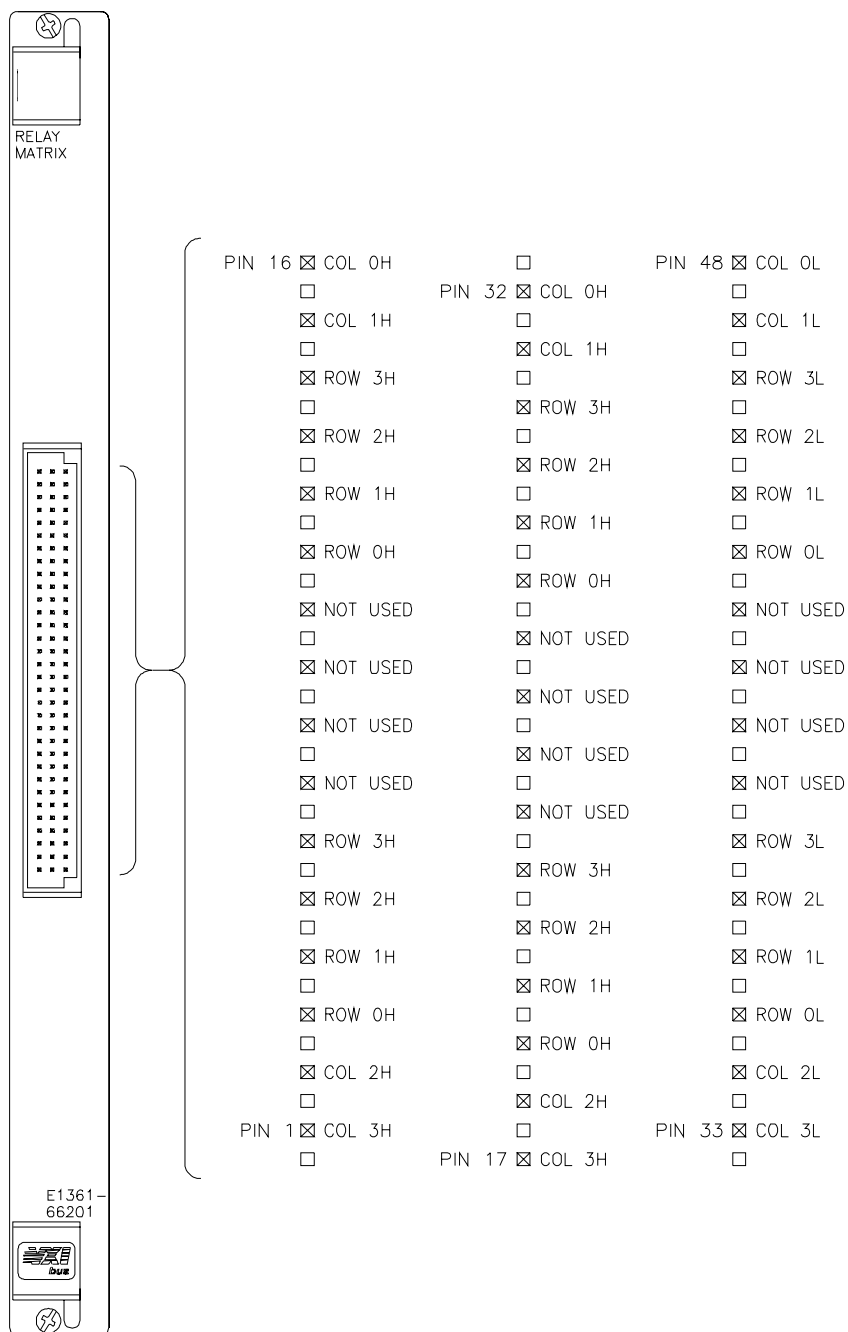 RELAY
MATRIX
PIN 16 COL 0H
PIN 48 COL 0L
PIN 32 COL 0H
COL 1H
COL 1L
COL 1H
ROW 3H
ROW 3L
ROW 3H
ROW 2H
ROW 2L
ROW 2H
ROW 1H
ROW 1L
ROW 1H
ROW 0H
ROW 0L
ROW 0H
NOT USED
NOT USED
NOT USED
NOT USED
NOT USED
NOT USED
NOT USED
NOT USED
NOT USED
NOT USED
NOT USED
NOT USED
ROW 3H
ROW 3L
ROW 3H
ROW 2H
ROW 2L
ROW 2H
ROW 1H
ROW 1L
ROW 1H
ROW 0H
ROW 0L
ROW 0H
COL 2H
COL 2L
COL 2H
PIN 1 COL 3H
PIN 33 COL 3L
PIN 17 COL 3H
E1361-
66201
VXI
bus